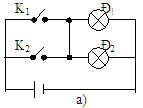 K₁ Đ₁
K₂ Đ₂
a)